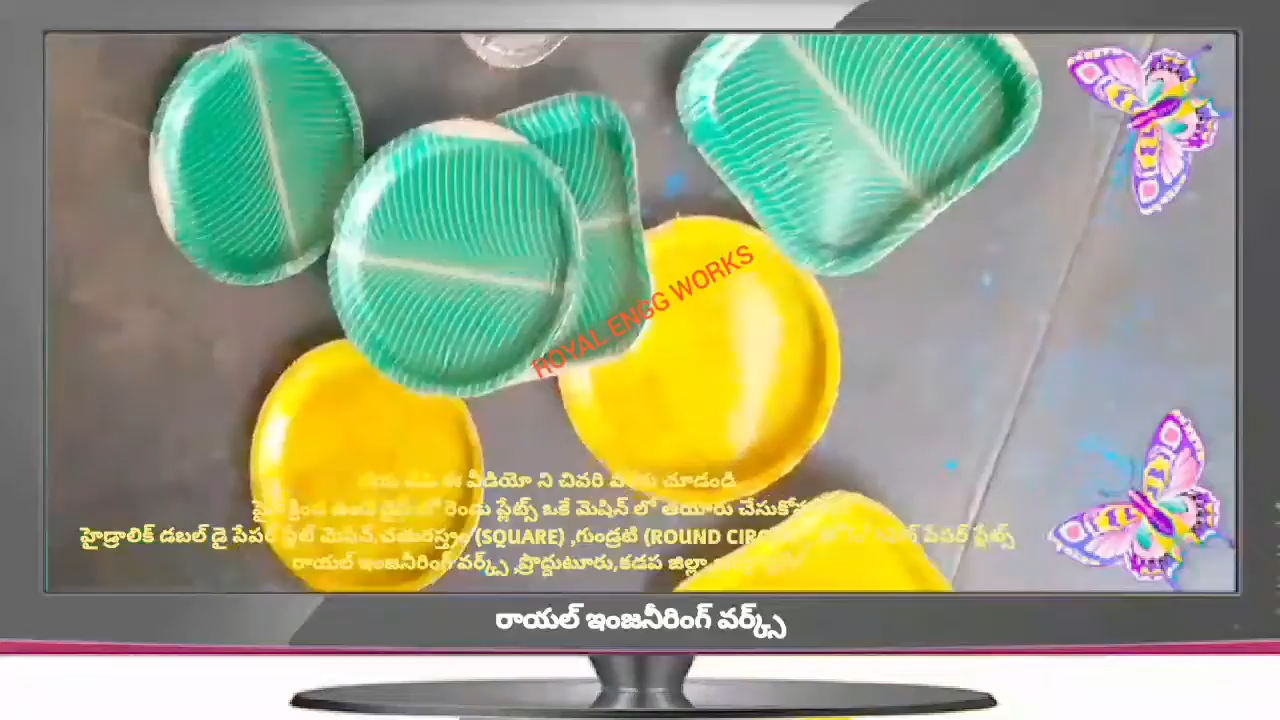 ROYAL ENGG WORKS
ఈ వీడియో ని చివరి వరకు చూడండి
రెండు ప్లేట్స్ ఒకే మెషిన్ లో తయారు
హైడ్రాలిక్ డబల్ డై పేపర్ ప్లేట్ మెషిన్,చతురస్త్రం (SQUARE) ,గుండ్రటి (ROUND పేపర్ ప్లేట్స్
రాయల్ ఇంజనీరింగ్ వర్క్స్ ,ప్రొద్దుటూరు,కడప జిల్లా
రాయల్ ఇంజనీరింగ్ వర్క్స్